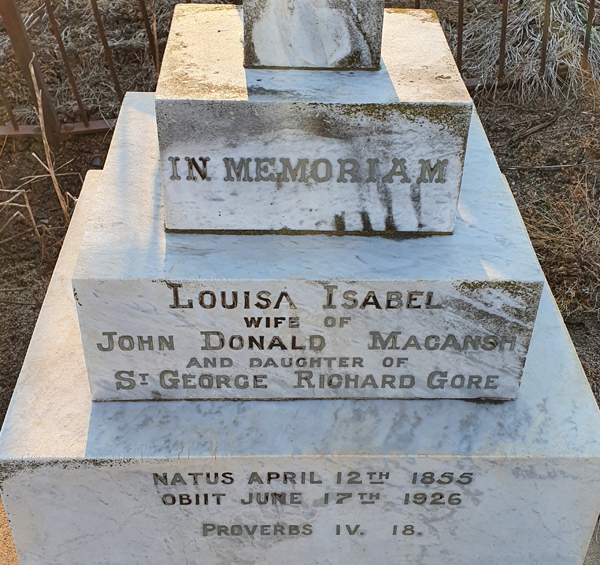 IN MEMORIAM
LOUISA ISABEL
WIFE OF
JOHN DONALD MACANSH
AND DAUGHTER OF
ST GEORGE RICHARD GORE
NATUS APRIL 12TH 1855
OBIIT JUNE 17TH 1926
PROVERBS IV. 18.